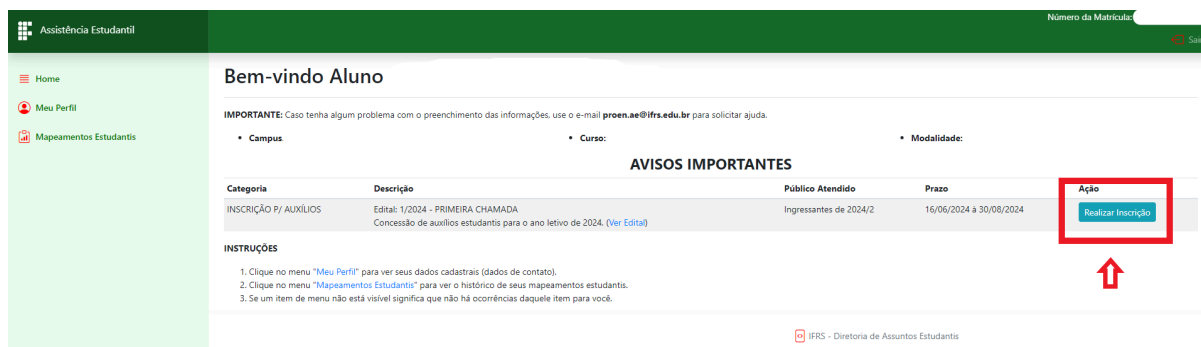 Número da Matrícula:
Assistência Estudantil
Sair
Home
Meu Perfil
Mapeamentos Estudantis
Bem-vindo Aluno
IMPORTANTE: Caso tenha algum problema com o preenchimento das informações, use o e-mail proen.ae@ifrs.edu.br para solicitar ajuda.
• Campus • Curso: • Modalidade:
AVISOS IMPORTANTES
Categoria Descrição Público Atendido Prazo Ação
INSCRIÇÃO P/ AUXÍLIOS Edital: 1/2024 - PRIMEIRA CHAMADA Ingressantes de 2024/2 16/06/2024 à 30/08/2024 Realizar Inscrição
Concessão de auxílios estudantis para o ano letivo de 2024. (Ver Edital)
INSTRUÇÕES
1. Clique no menu "Meu Perfil" para ver seus dados cadastrais (dados de contato).
2. Clique no menu "Mapeamentos Estudantis" para ver o histórico de seus mapeamentos estudantis.
3. Se um item de menu não está visível significa que não há ocorrências daquele item para você.
IFRS - Diretoria de Assuntos Estudantis